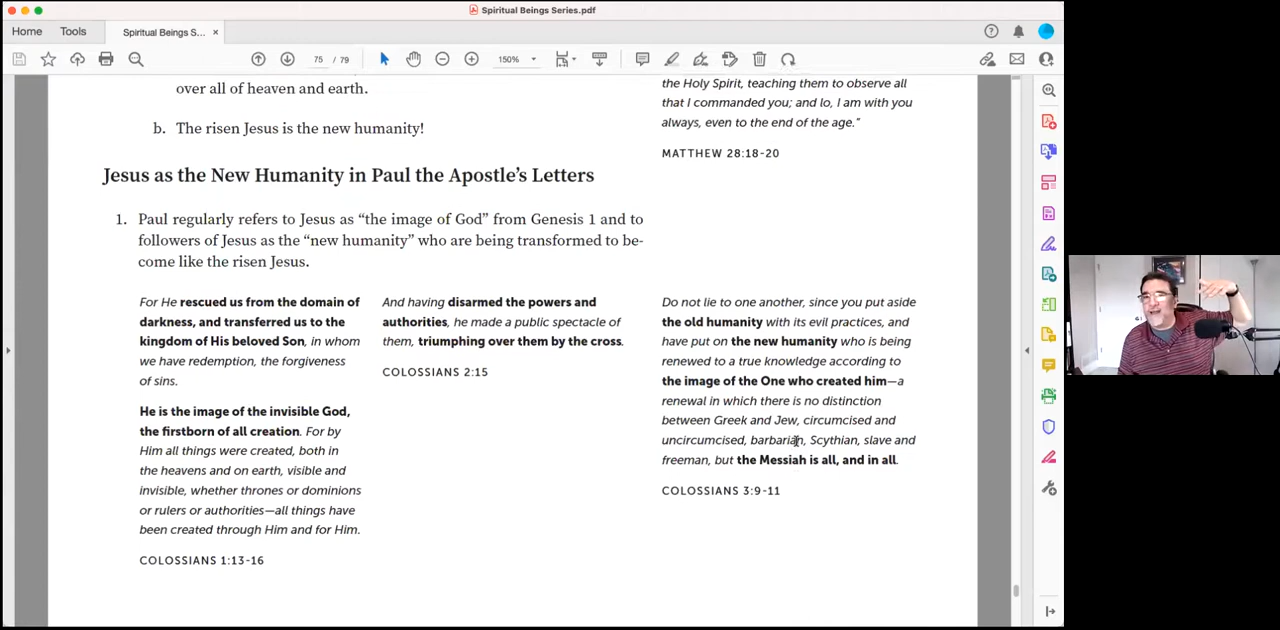 Spiritual Beings Series.pdf
Home
Tools
Spiritual Beings S... ×
75 / 79
150%
over all of heaven and earth.
b. The risen Jesus is the new humanity!
the Holy Spirit, teaching them to observe all
that I commanded you; and lo, I am with you
always, even to the end of the age.”
MATTHEW 28:18-20
Jesus as the New Humanity in Paul the Apostle’s Letters
1. Paul regularly refers to Jesus as “the image of God” from Genesis 1 and to
followers of Jesus as the “new humanity” who are being transformed to be-
come like the risen Jesus.
For He rescued us from the domain of
darkness, and transferred us to the
kingdom of His beloved Son, in whom
we have redemption, the forgiveness
of sins.
He is the image of the invisible God,
the firstborn of all creation. For by
Him all things were created, both in
the heavens and on earth, visible and
invisible, whether thrones or dominions
or rulers or authorities—all things have
been created through Him and for Him.
COLOSSIANS 1:13-16
And having disarmed the powers and
authorities, he made a public spectacle of
them, triumphing over them by the cross.
COLOSSIANS 2:15
Do not lie to one another, since you put aside
the old humanity with its evil practices, and
have put on the new humanity who is being
renewed to a true knowledge according to
the image of the One who created him—a
renewal in which there is no distinction
between Greek and Jew, circumcised and
uncircumcised, barbarian, Scythian, slave and
freeman, but the Messiah is all, and in all.
COLOSSIANS 3:9-11